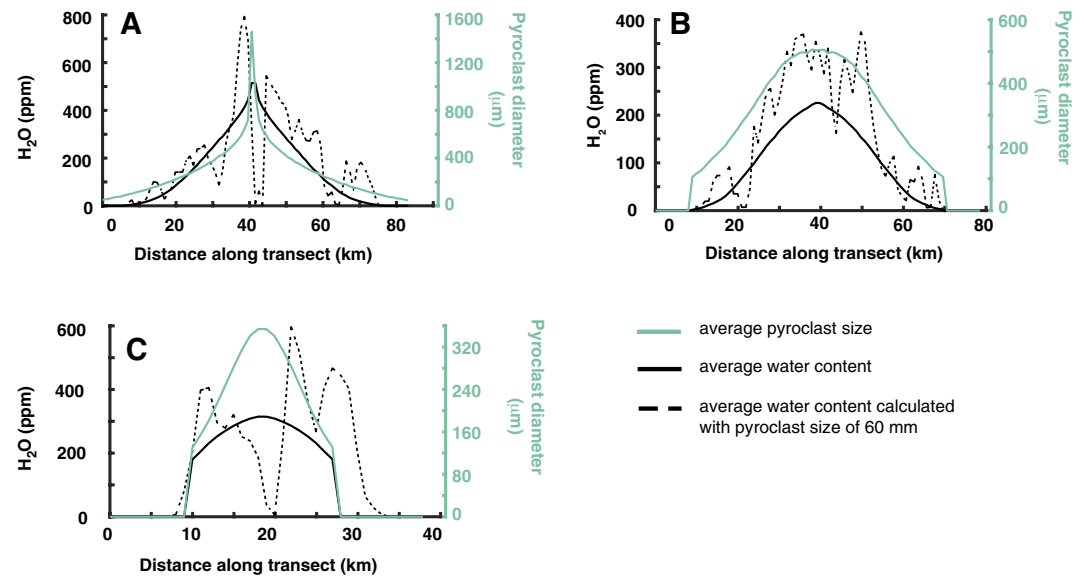 A
800
600
400
200
0
H2O (ppm)
20
40
60
80
Distance along transect (km)
1600
1200
800
400
0
Pyroclast diameter
(μm)
B
400
300
200
100
0
H2O (ppm)
0
20
40
60
80
Distance along transect (km)
600
400
200
0
Pyroclast diameter
(μm)
C
600
400
200
0
H2O (ppm)
0
10
20
30
40
Distance along transect (km)
320
240
160
80
0
Pyroclast diameter
(μm)
average pyroclast size
average water content
average water content calculated
with pyroclast size of 60 mm